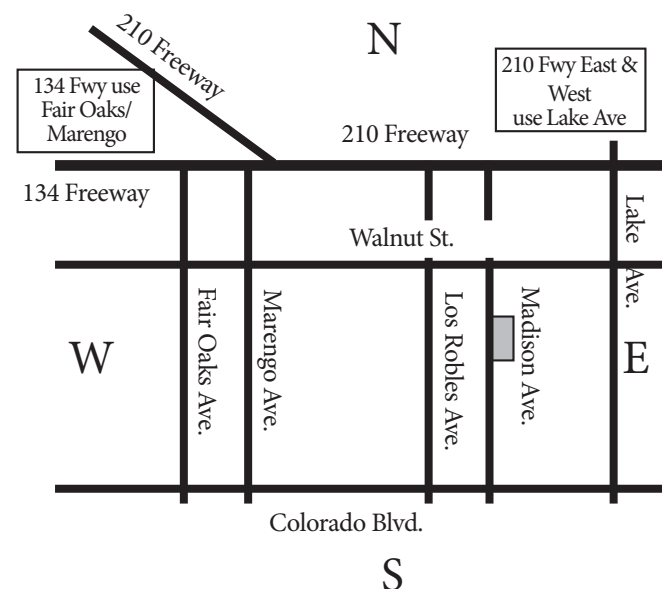 210 Freeway
N
134 Fwy use
Fair Oaks/
Marengo
210 Fwy East &
West
use Lake Ave
210 Freeway
134 Freeway
Walnut St.
Lake Ave.
Fair Oaks Ave.
Marengo Ave.
Los Robles Ave.
Madison Ave.
W
E
Colorado Blvd.
S